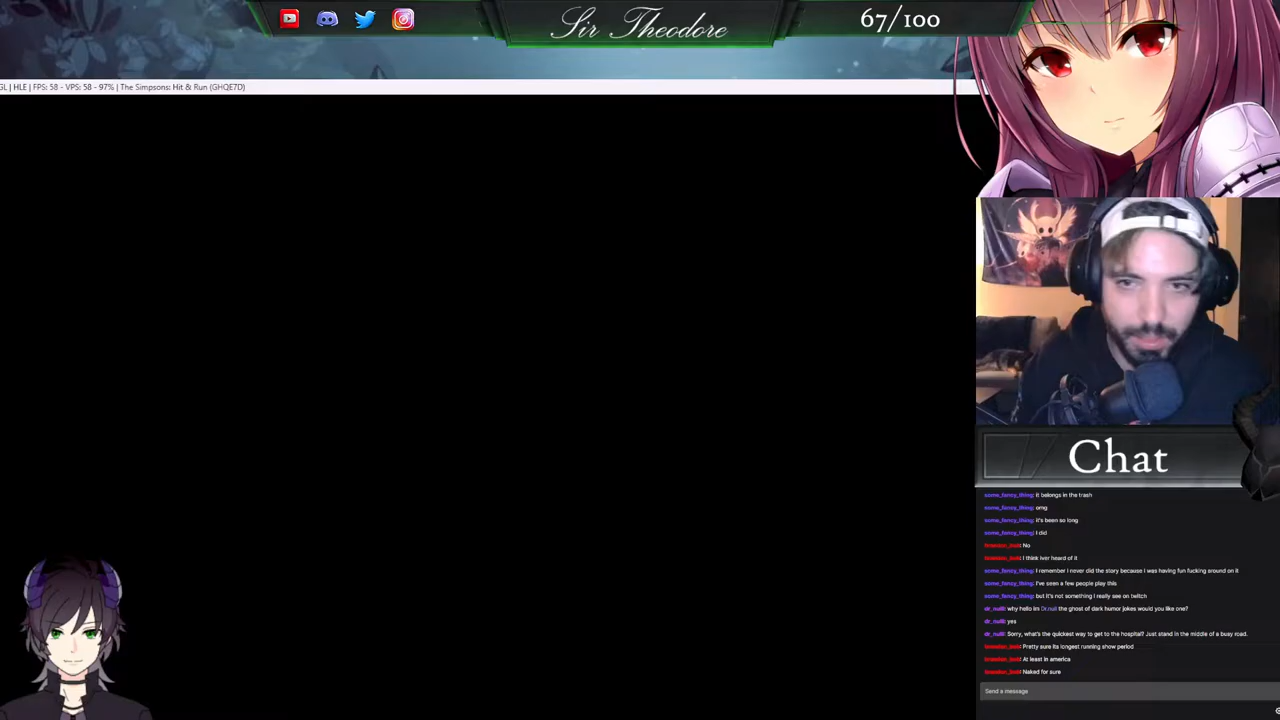 Sir Theodore
67/100
GL | HLE | FPS: 58 - VPS: 58 - 97% | The Simpsons: Hit & Run (GHQE7D)
Chat
some_fancy_thing: it belongs in the trash
some_fancy_thing: omg
some_fancy_thing: it's been so long
some_fancy_thing: I did
No
I think iver heard of it
some_fancy_thing: I remember I never did the story because I was having fun fucking around on it
some_fancy_thing: I've seen a few people play this
some_fancy_thing: but it's not something I really see on twitch
dr_nulll: why hello im Dr.null the ghost of dark humor jokes would you like one?
dr_nulll: yes
dr_nulll: Sorry, what's the quickest way to get to the hospital? Just stand in the middle of a busy road.
Pretty sure its longest running show period
At least in america
Naked for sure
Send a message